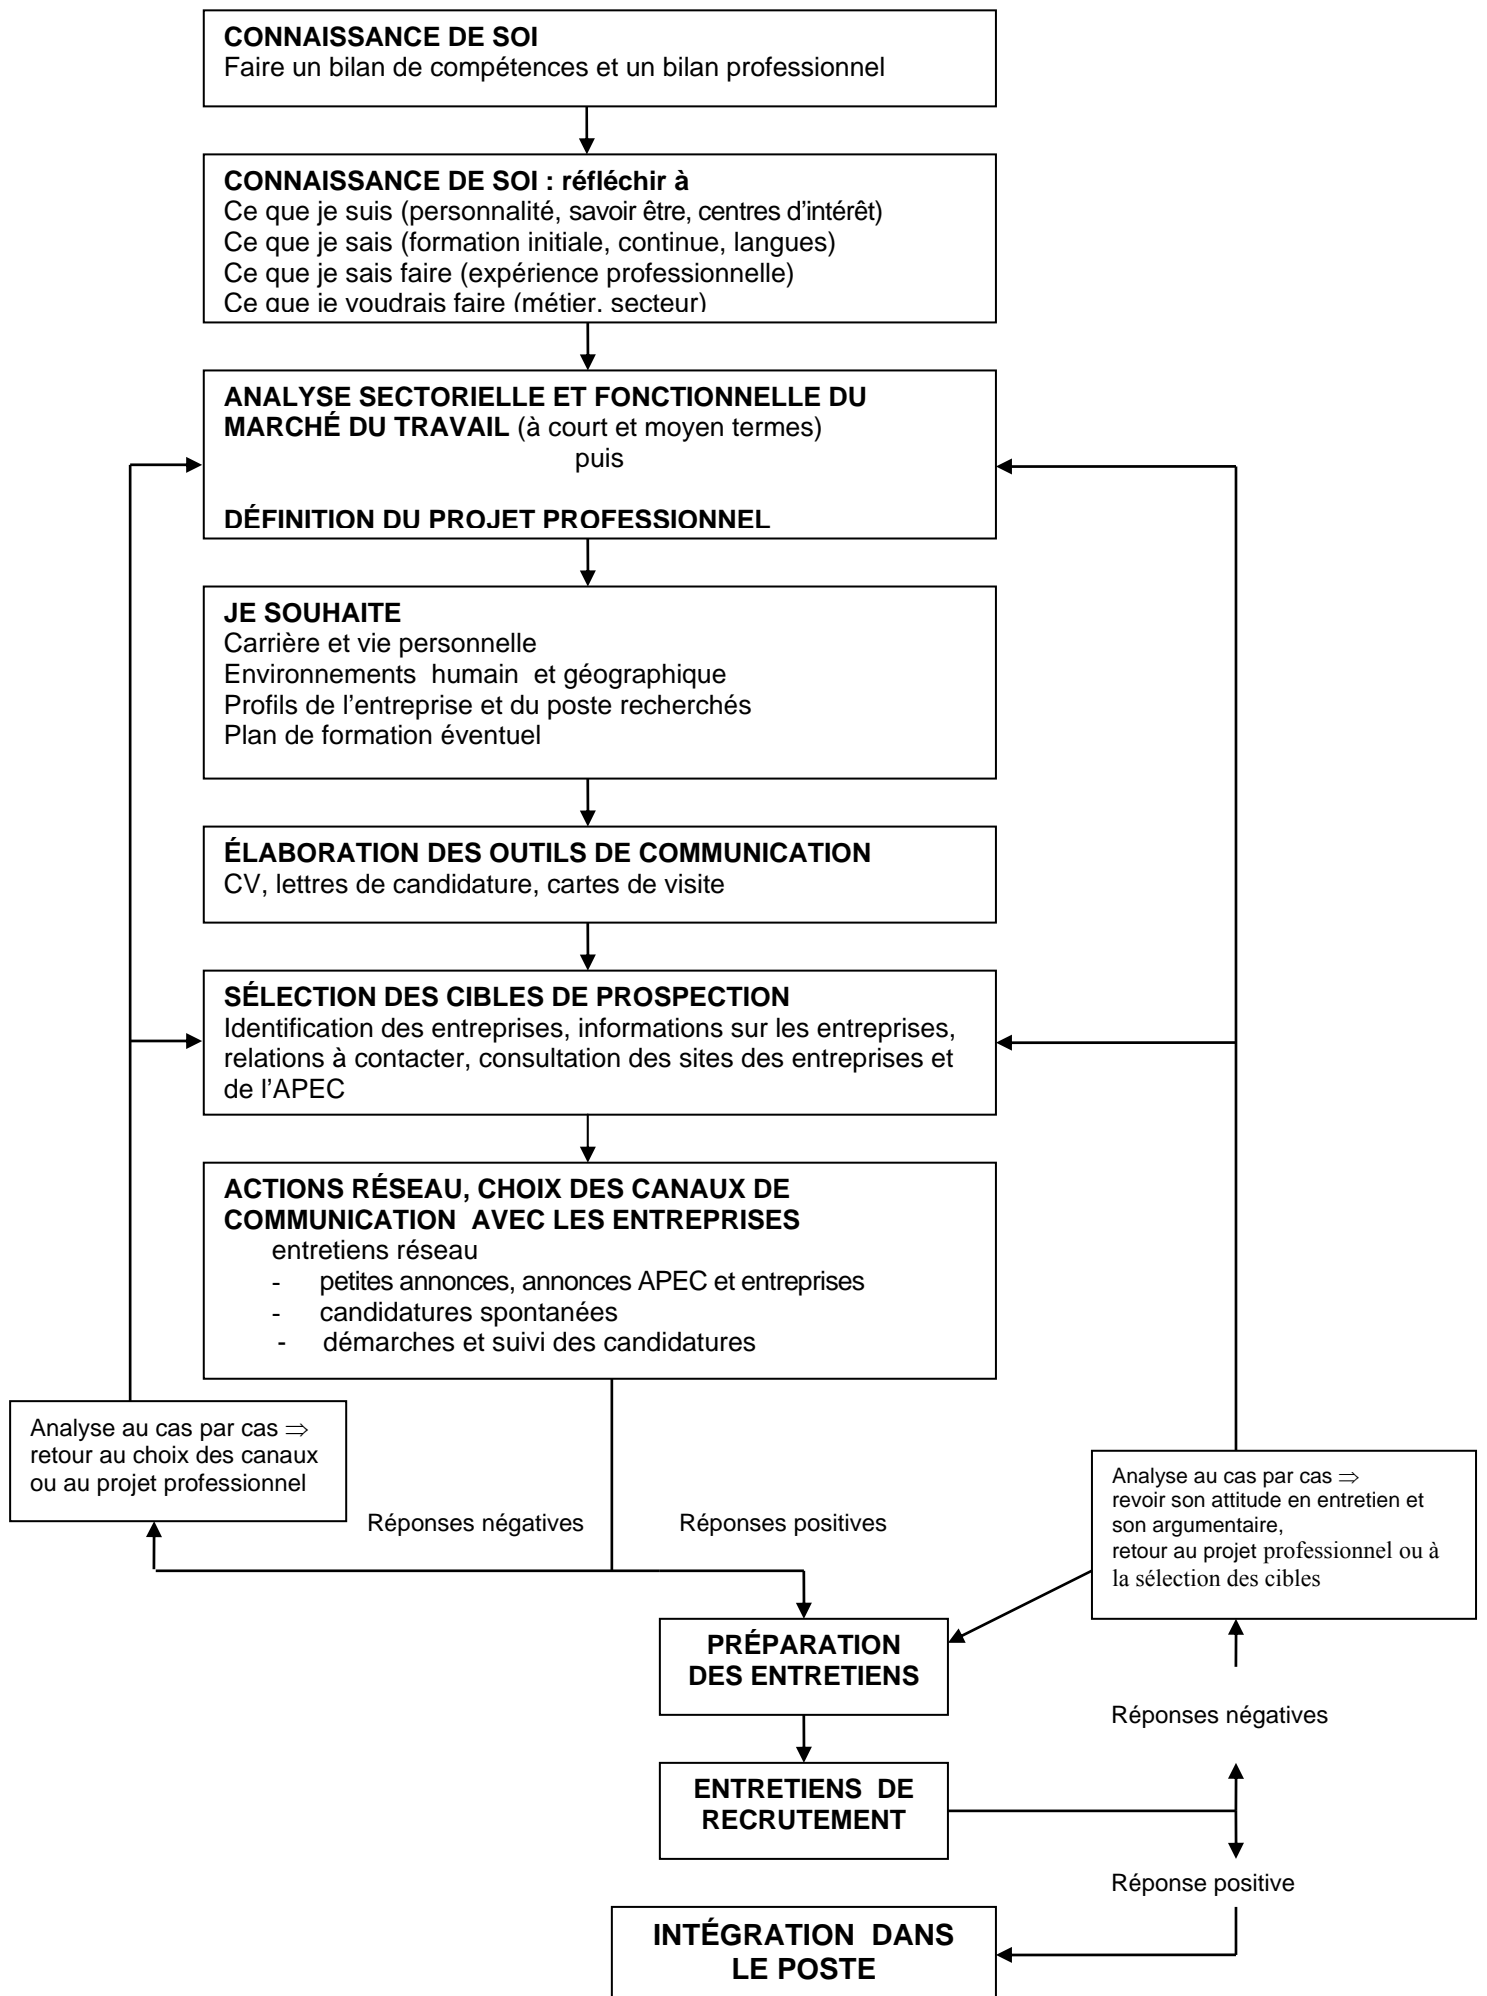 CONNAISSANCE DE SOI
Faire un bilan de compétences et un bilan professionnel
CONNAISSANCE DE SOI : réfléchir à
Ce que je suis (personnalité, savoir être, centres d'intérêt)
Ce que je sais (formation initiale, continue, langues)
Ce que je sais faire (expérience professionnelle)
Ce que je voudrais faire (métier, secteur)
ANALYSE SECTORIELLE ET FONCTIONNELLE DU
MARCHÉ DU TRAVAIL (à court et moyen termes)
puis
DÉFINITION DU PROJET PROFESSIONNEL
JE SOUHAITE
Carrière et vie personnelle
Environnements humain et géographique
Profils de l'entreprise et du poste recherchés
Plan de formation éventuel
ÉLABORATION DES OUTILS DE COMMUNICATION
CV, lettres de candidature, cartes de visite
SÉLECTION DES CIBLES DE PROSPECTION
Identification des entreprises, informations sur les entreprises,
relations à contacter, consultation des sites des entreprises et
de l'APEC
ACTIONS RÉSEAU, CHOIX DES CANAUX DE
COMMUNICATION AVEC LES ENTREPRISES
entretiens réseau
- petites annonces, annonces APEC et entreprises
- candidatures spontanées
- démarches et suivi des candidatures
Analyse au cas par cas ⇒
retour au choix des canaux
ou au projet professionnel
Réponses négatives
Réponses positives
Analyse au cas par cas ⇒
revoir son attitude en entretien et
son argumentaire,
retour au projet professionnel ou à
la sélection des cibles
PRÉPARATION
DES ENTRETIENS
Réponses négatives
ENTRETIENS DE
RECRUTEMENT
Réponse positive
INTÉGRATION DANS
LE POSTE